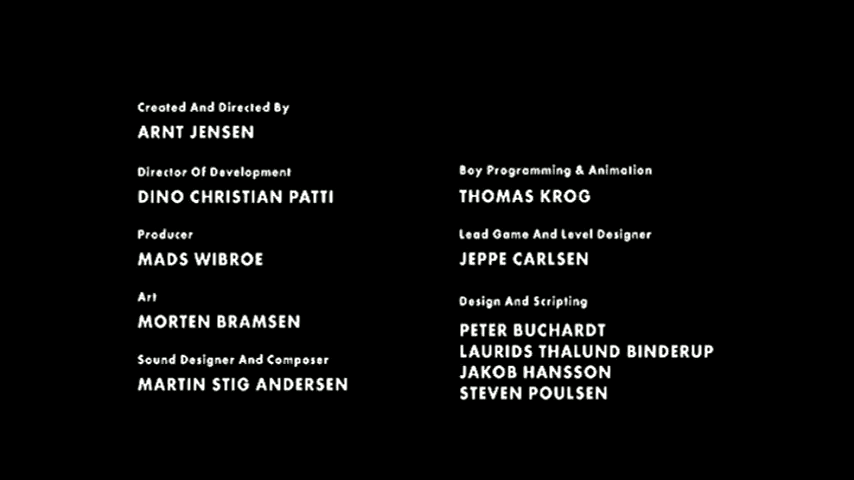 Created And Directed By
ARNT JENSEN
Director Of Development
DINO CHRISTIAN PATTI
Producer
MADS WIBROE
Art
MORTEN BRAMSEN
Sound Designer And Composer
MARTIN STIG ANDERSEN
Boy Programming & Animation
THOMAS KROG
Lead Game And Level Designer
JEPPE CARLSEN
Design And Scripting
PETER BUCHARDT
LAURIDS THALUND BINDERUP
JAKOB HANSSON
STEVEN POULSEN